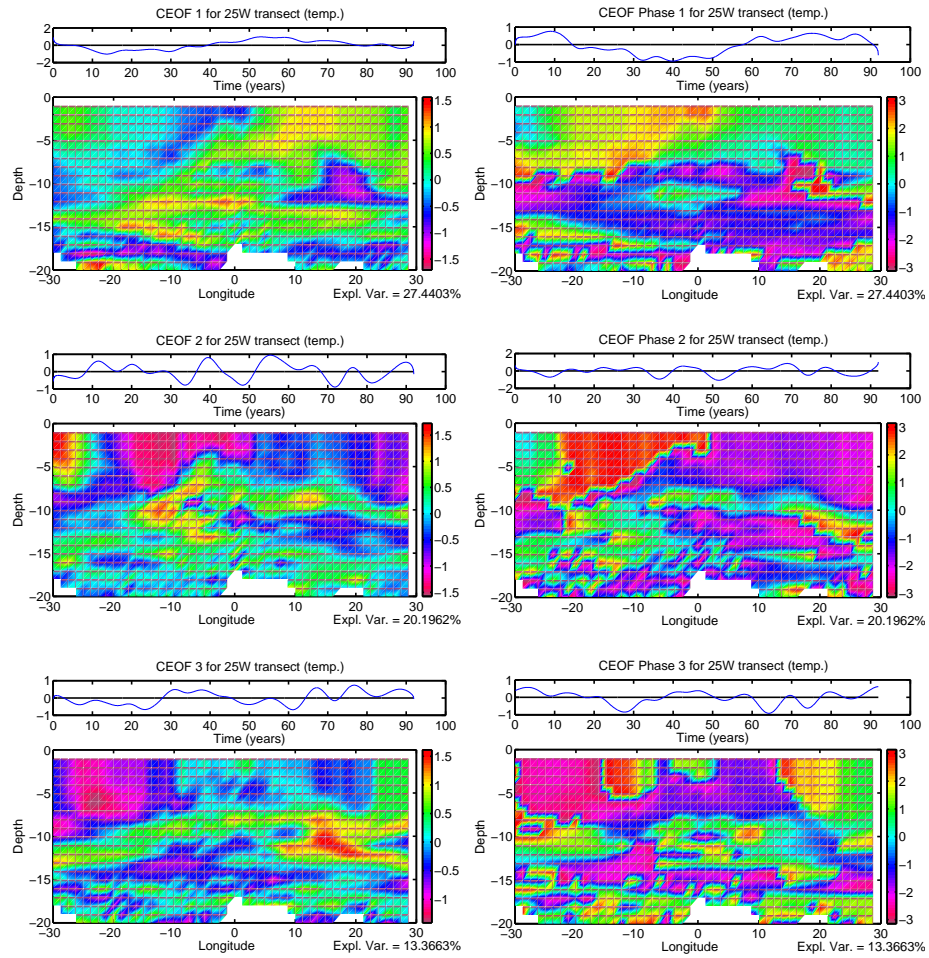 CEOF 1 for 25W transect (temp.)
2
0
−2
0 10 20 30 40 50 60 70 80 90 100
Time (years)
0
−5
−10
−15
−20
Depth
−30 −20 −10 0 10 20 30
Longitude
Expl. Var. = 27.4403%
1.5
1
0.5
0
−0.5
−1
−1.5
CEOF Phase 1 for 25W transect (temp.)
1
0
−1
0 10 20 30 40 50 60 70 80 90 100
Time (years)
0
−5
−10
−15
−20
Depth
−30 −20 −10 0 10 20 30
Longitude
Expl. Var. = 27.4403%
3
2
1
0
−1
−2
−3
CEOF 2 for 25W transect (temp.)
1
0
−1
0 10 20 30 40 50 60 70 80 90 100
Time (years)
0
−5
−10
−15
−20
Depth
−30 −20 −10 0 10 20 30
Longitude
Expl. Var. = 20.1962%
1.5
1
0.5
0
−0.5
−1
−1.5
CEOF Phase 2 for 25W transect (temp.)
2
0
−2
0 10 20 30 40 50 60 70 80 90 100
Time (years)
0
−5
−10
−15
−20
Depth
−30 −20 −10 0 10 20 30
Longitude
Expl. Var. = 20.1962%
3
2
1
0
−1
−2
−3
CEOF 3 for 25W transect (temp.)
1
0
−1
0 10 20 30 40 50 60 70 80 90 100
Time (years)
0
−5
−10
−15
−20
Depth
−30 −20 −10 0 10 20 30
Longitude
Expl. Var. = 13.3663%
1.5
1
0.5
0
−0.5
−1
CEOF Phase 3 for 25W transect (temp.)
1
0
−1
0 10 20 30 40 50 60 70 80 90 100
Time (years)
0
−5
−10
−15
−20
Depth
−30 −20 −10 0 10 20 30
Longitude
Expl. Var. = 13.3663%
3
2
1
0
−1
−2
−3